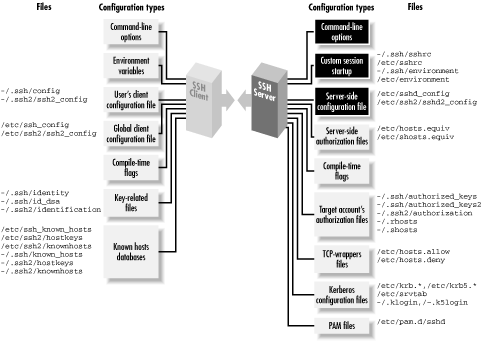 Files
Configuration types
Configuration types
Files
Command-line
options
Environment
variables
~/.ssh/config
~/.ssh2/ssh2_config
User's client
configuration file
/etc/ssh_config
/etc/ssh2/ssh2_config
Global client
configuration file
Compile-time
flags
~/.ssh/identity
~/.ssh/id_dsa
~/.ssh2/identification
Key-related
files
/etc/ssh_known_hosts
/etc/ssh2/hostkeys
/etc/ssh2/knownhosts
~/.ssh/known_hosts
~/.ssh2/hostkeys
~/.ssh2/knownhosts
Known hosts
databases
SSH
Client
SSH
Server
Command-line
options
Custom session
startup
~/.ssh/sshrc
/etc/sshrc
~/.ssh/environment
/etc/environment
Server-side
configuration file
/etc/sshd_config
/etc/ssh2/sshd2_config
Server-side
authorization files
/etc/hosts.equiv
/etc/shosts.equiv
Compile-time
flags
Target account's
authorization files
~/.ssh/authorized_keys
~/.ssh/authorized_keys2
~/.ssh2/authorization
~/.rhosts
~/.shosts
TCP-wrappers
files
/etc/hosts.allow
/etc/hosts.deny
Kerberos
configuration files
/etc/krb.*,/etc/krb5.*
/etc/srvtab
~/.klogin,/~.k5login
PAM files
/etc/pam.d/sshd